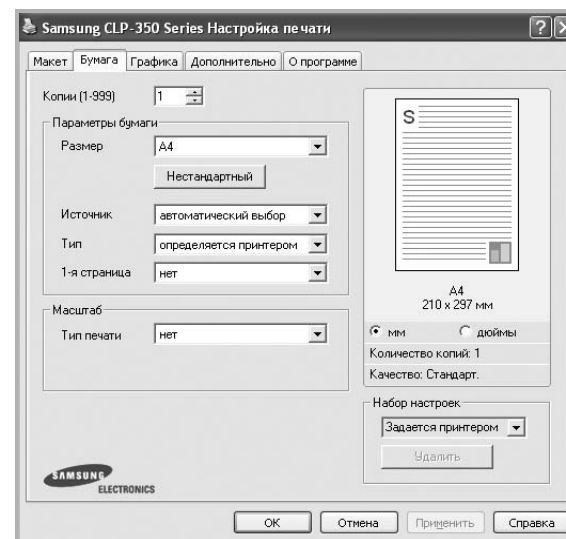 Samsung CLP-350 Series Настройка печати
Макет Бумага Графика Дополнительно О программе
Копии (1-999) 1
Параметры бумаги
Размер A4
Нестандартный
Источник автоматический выбор
Тип определяется принтером
1-я страница нет
Масштаб
Тип печати нет
S
A4
210 x 297 мм
мм дюймы
Количество копий: 1
Качество: Стандарт.
Набор настроек
Задается принтером
Удалить
SAMSUNG
ELECTRONICS
OK Отмена Применить Справка